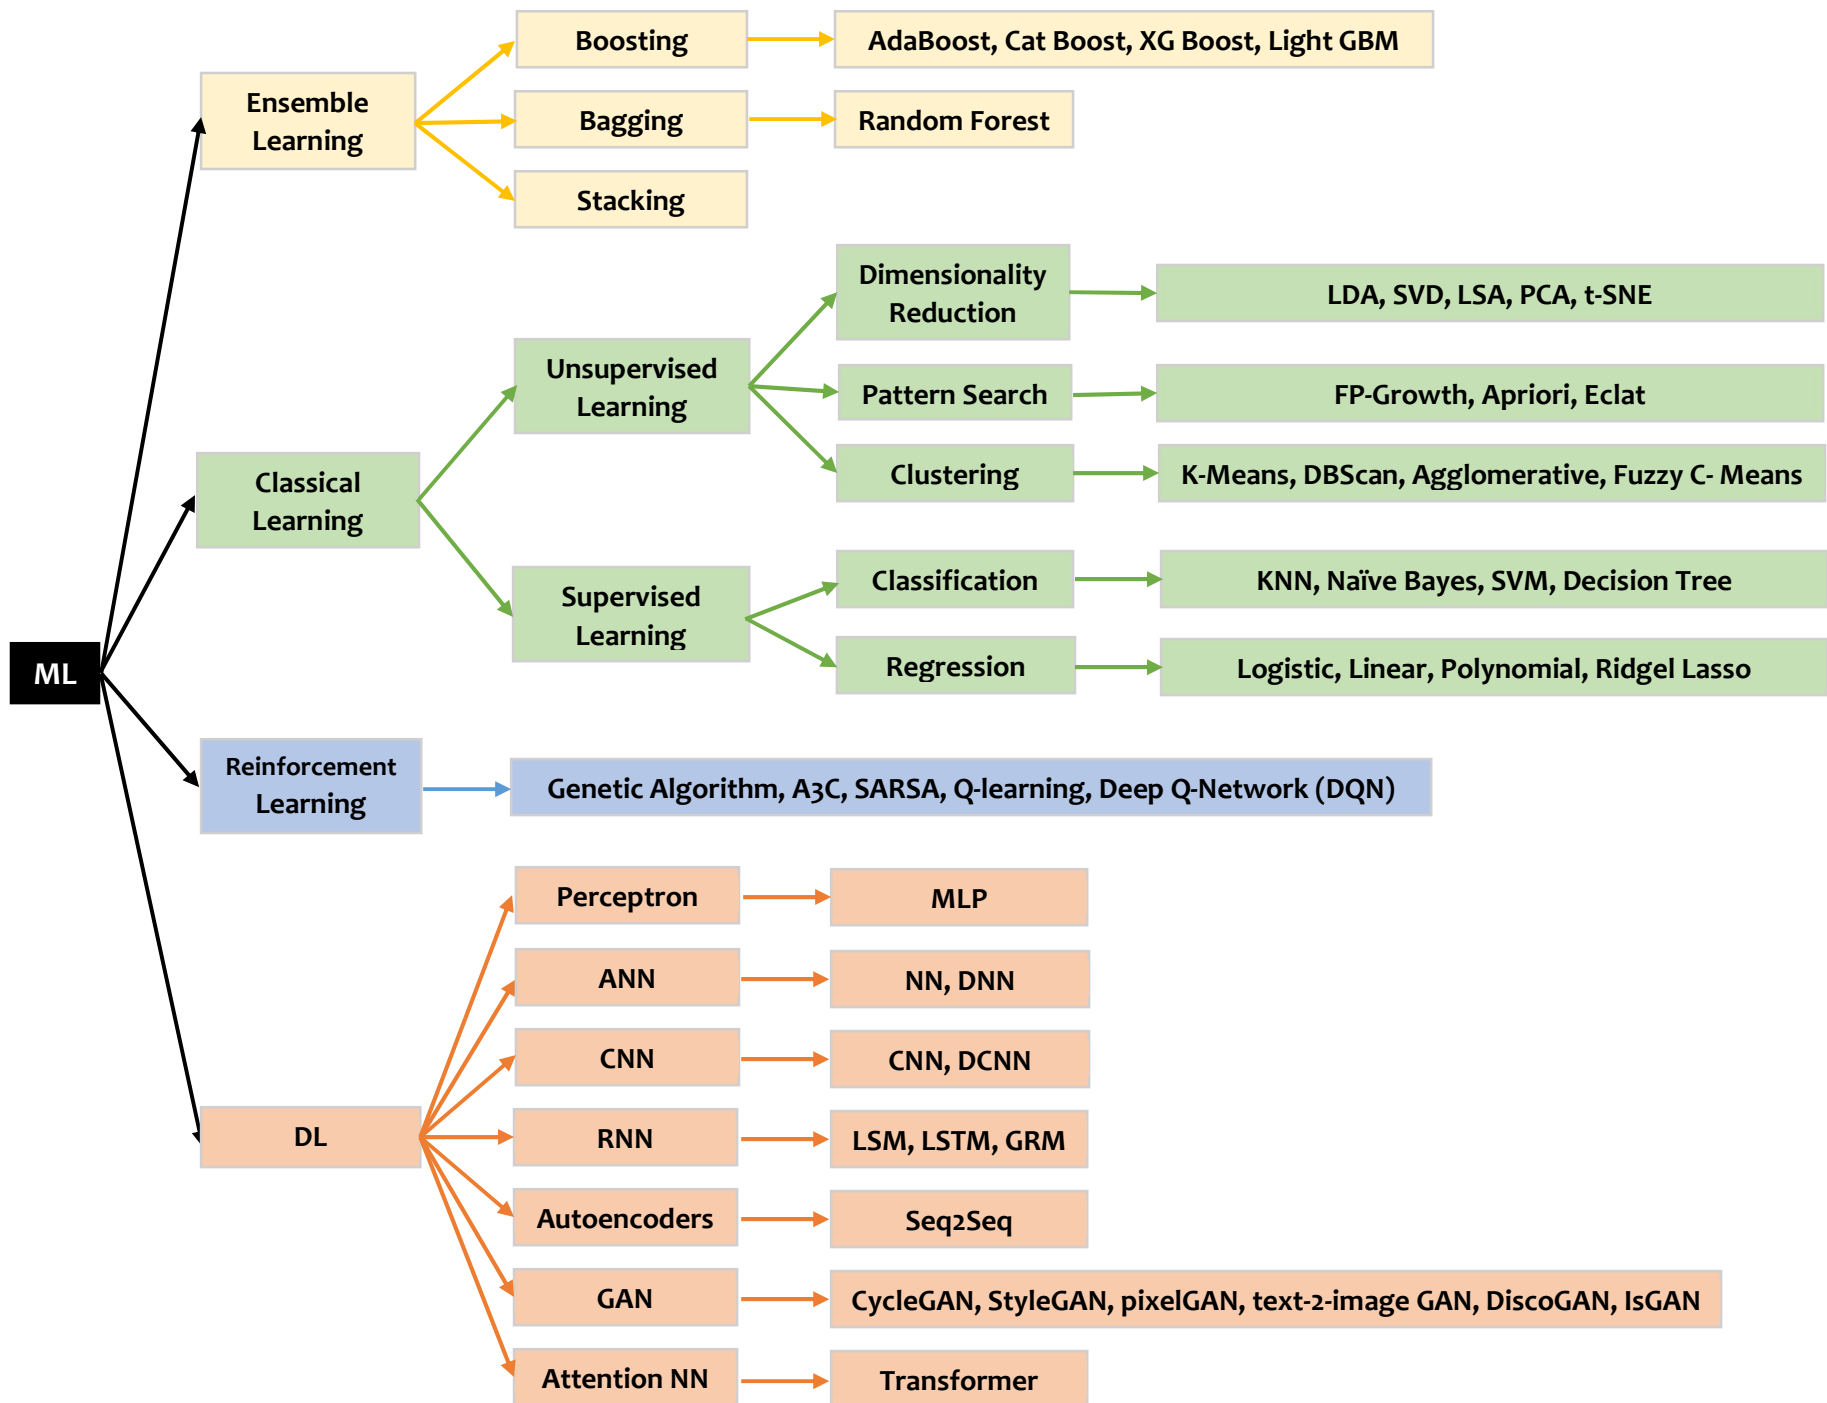 Boosting
AdaBoost, Cat Boost, XG Boost, Light GBM
Ensemble
Learning
Bagging
Random Forest
Stacking
Dimensionality
Reduction
LDA, SVD, LSA, PCA, t-SNE
Unsupervised
Learning
Pattern Search
FP-Growth, Apriori, Eclat
Clustering
K-Means, DBScan, Agglomerative, Fuzzy C- Means
Classical
Learning
Supervised
Learning
Classification
KNN, Naïve Bayes, SVM, Decision Tree
Regression
Logistic, Linear, Polynomial, Ridgel Lasso
ML
Reinforcement
Learning
Genetic Algorithm, A3C, SARSA, Q-learning, Deep Q-Network (DQN)
Perceptron
MLP
ANN
NN, DNN
CNN
CNN, DCNN
DL
RNN
LSM, LSTM, GRM
Autoencoders
Seq2Seq
GAN
CycleGAN, StyleGAN, pixelGAN, text-2-image GAN, DiscoGAN, IsGAN
Attention NN
Transformer